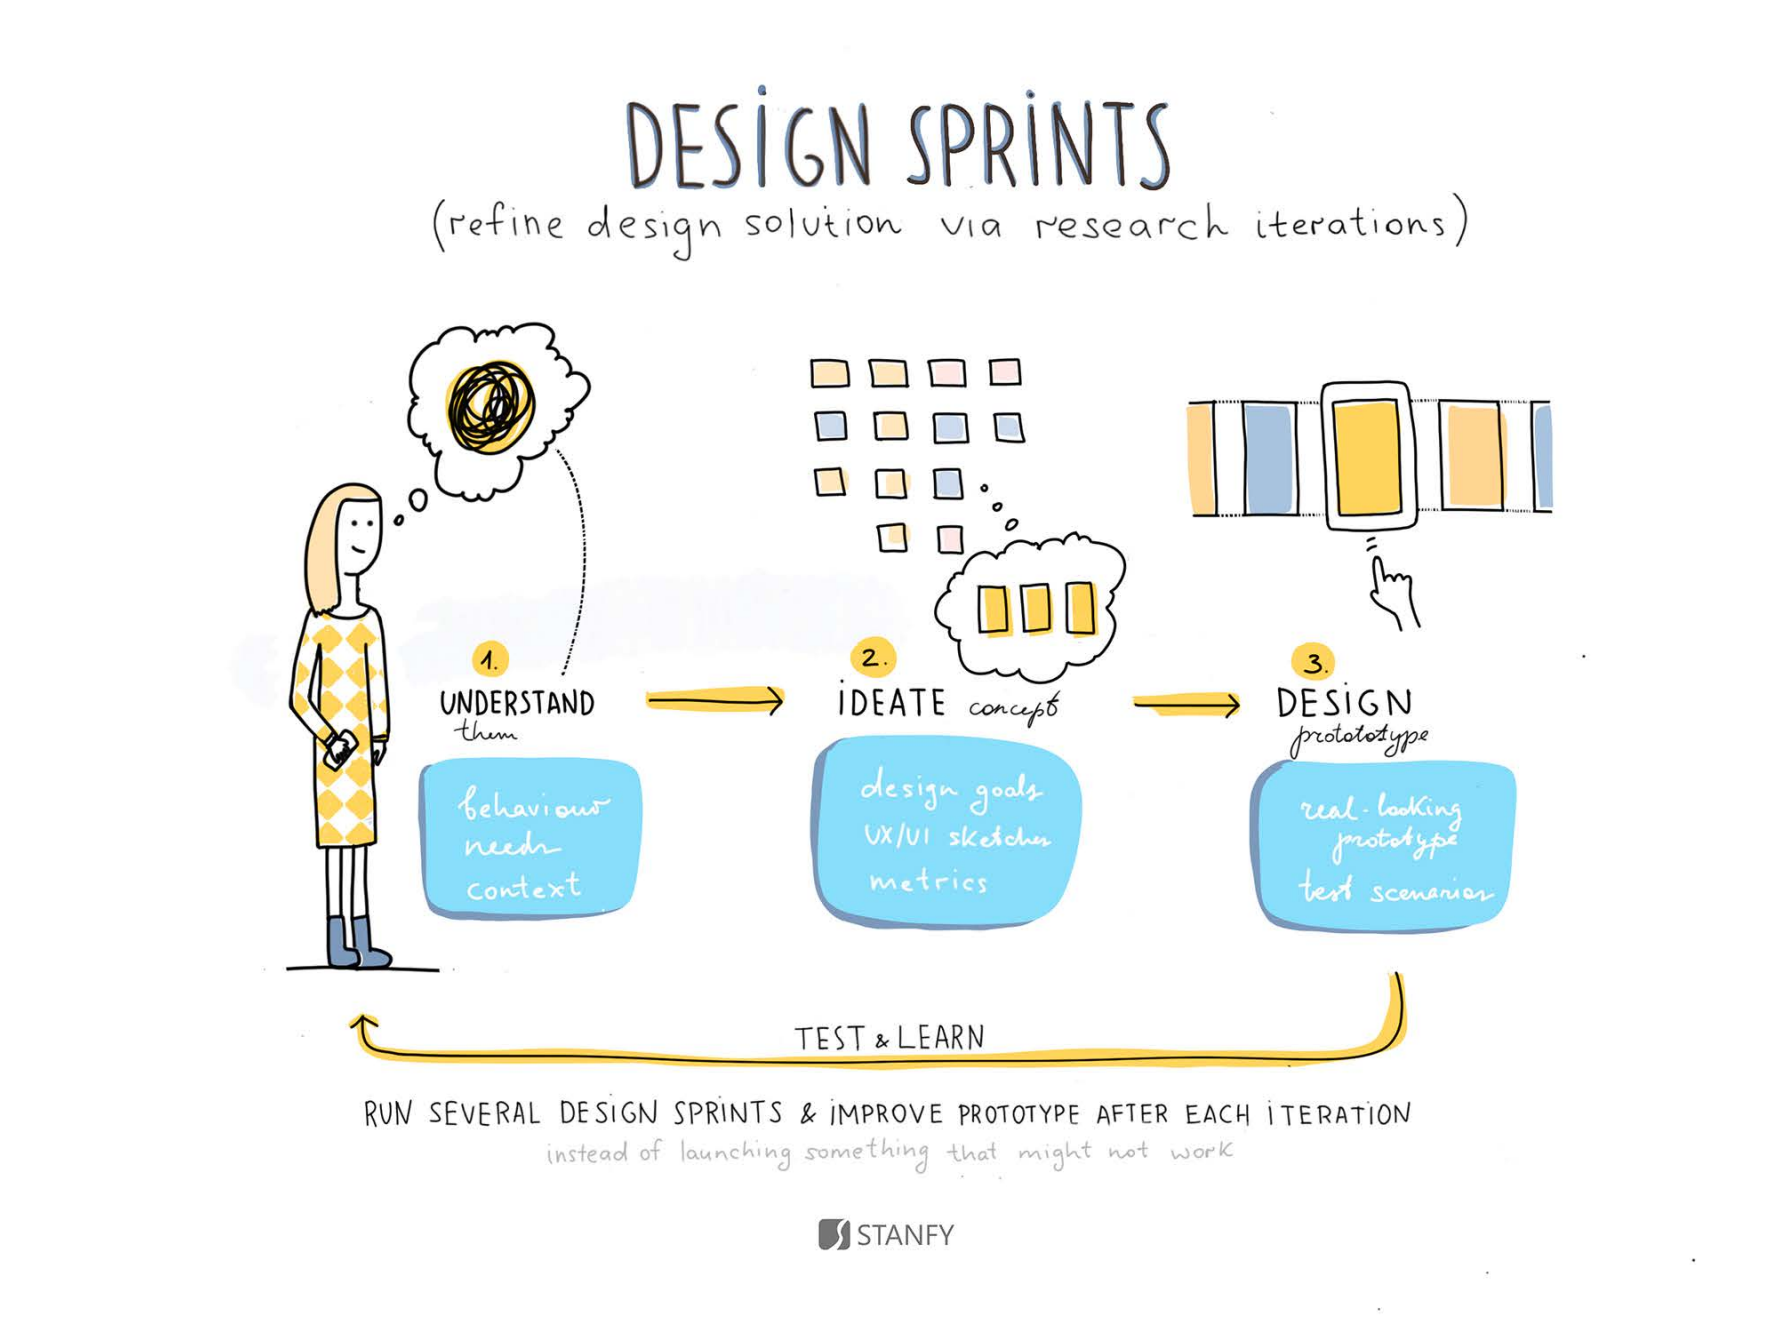 DESIGN SPRINTS
(refine design solution via research iterations)
1.
UNDERSTAND
them
behaviour
needs
context
2.
IDEATE concept
design goals
UX/UI sketches
metrics
3.
DESIGN
protototype
real-looking
prototype
test scenarios
TEST & LEARN
RUN SEVERAL DESIGN SPRINTS & IMPROVE PROTOTYPE AFTER EACH ITERATION
instead of launching something that might not work
STANFY